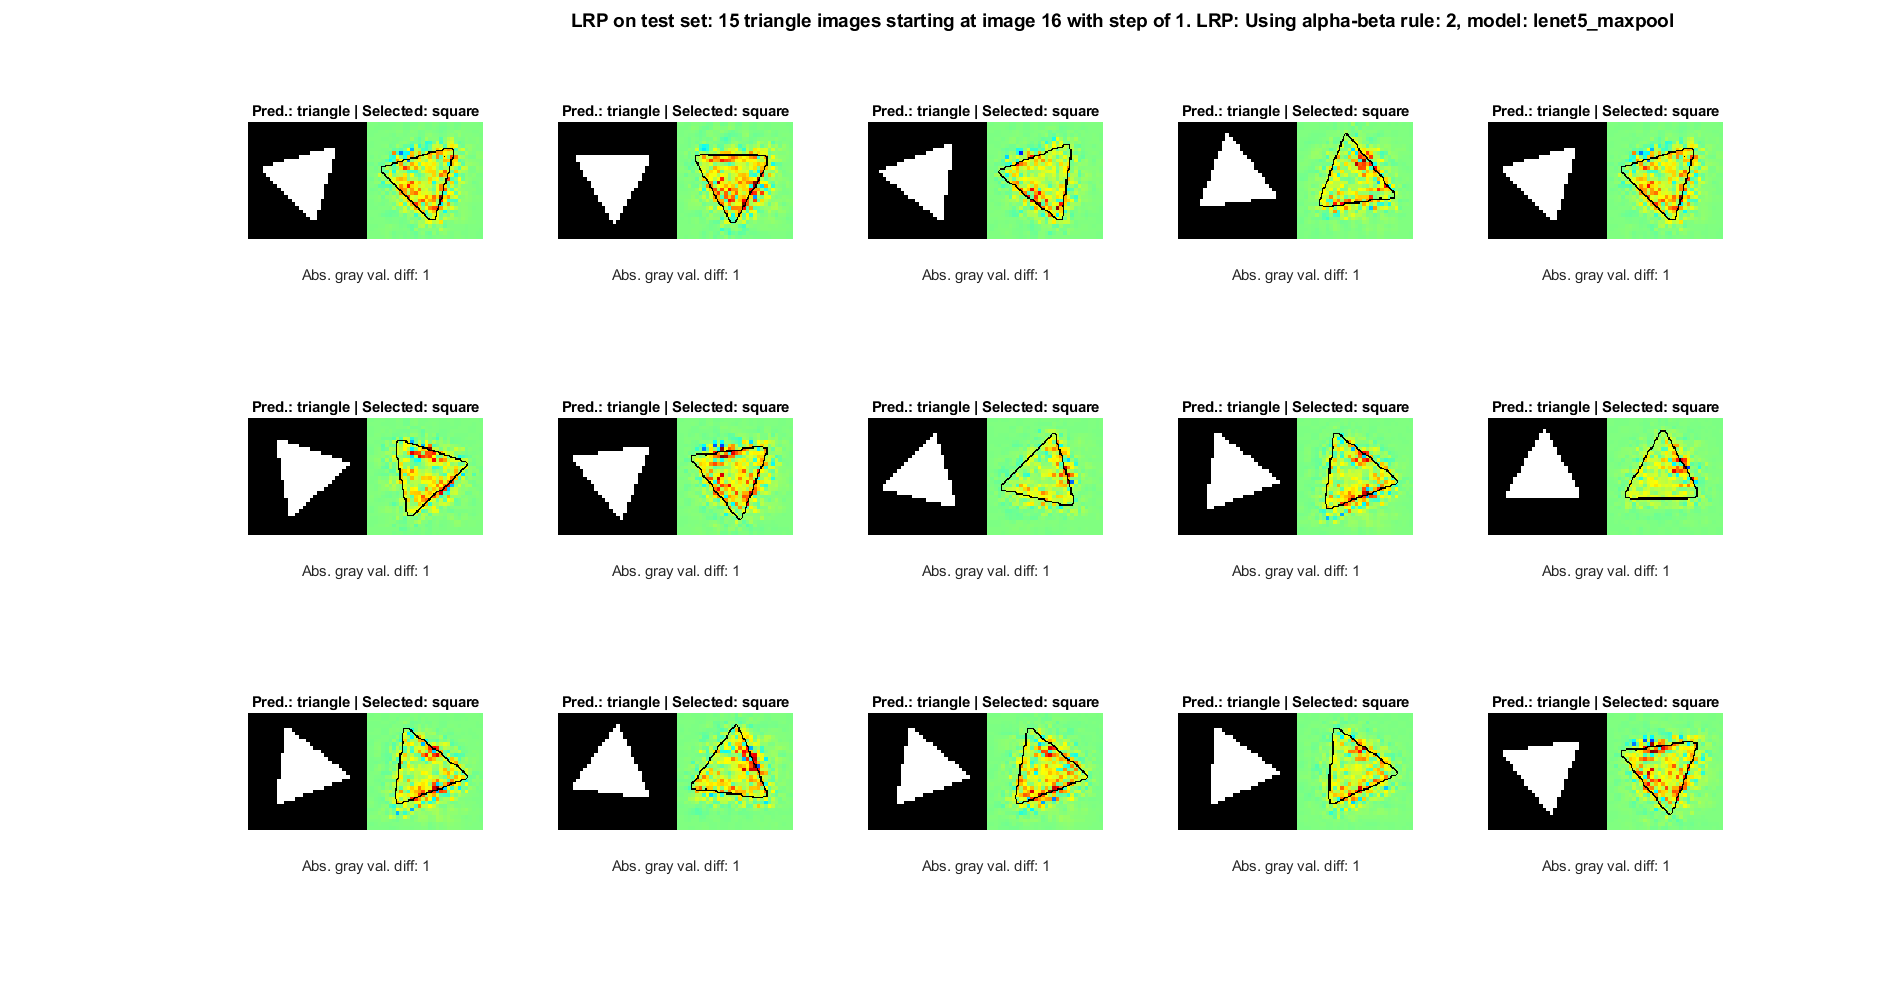 LRP on test set: 15 triangle images starting at image 16 with step of 1. LRP: Using alpha-beta rule: 2, model: lenet5_maxpool
Pred.: triangle | Selected: square
Pred.: triangle | Selected: square
Pred.: triangle | Selected: square
Pred.: triangle | Selected: square
Pred.: triangle | Selected: square
Abs. gray val. diff: 1
Abs. gray val. diff: 1
Abs. gray val. diff: 1
Abs. gray val. diff: 1
Abs. gray val. diff: 1
Pred.: triangle | Selected: square
Pred.: triangle | Selected: square
Pred.: triangle | Selected: square
Pred.: triangle | Selected: square
Pred.: triangle | Selected: square
Abs. gray val. diff: 1
Abs. gray val. diff: 1
Abs. gray val. diff: 1
Abs. gray val. diff: 1
Abs. gray val. diff: 1
Pred.: triangle | Selected: square
Pred.: triangle | Selected: square
Pred.: triangle | Selected: square
Pred.: triangle | Selected: square
Pred.: triangle | Selected: square
Abs. gray val. diff: 1
Abs. gray val. diff: 1
Abs. gray val. diff: 1
Abs. gray val. diff: 1
Abs. gray val. diff: 1